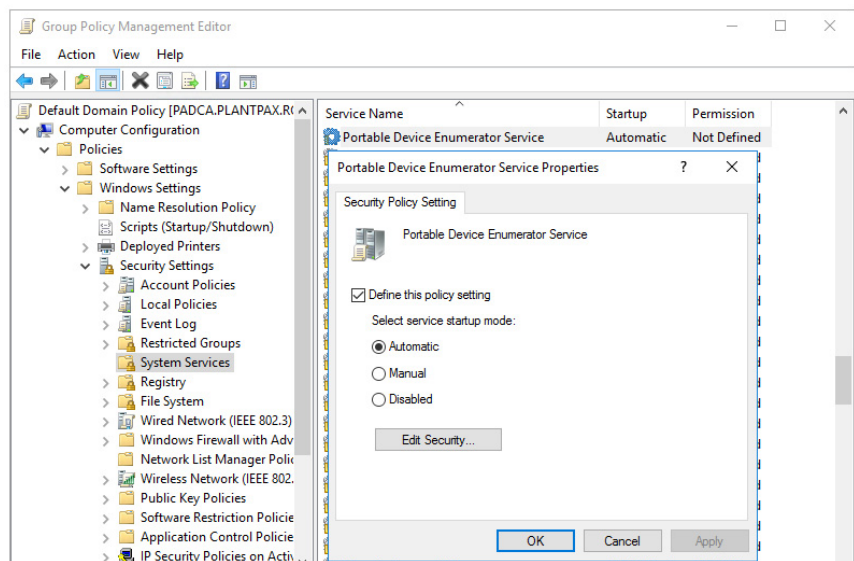 Group Policy Management Editor
File Action View Help
Default Domain Policy [PADCA.PLANTPAX.R
Computer Configuration
Policies
Software Settings
Windows Settings
Name Resolution Policy
Scripts (Startup/Shutdown)
Deployed Printers
Security Settings
Account Policies
Local Policies
Event Log
Restricted Groups
System Services
Registry
File System
Wired Network (IEEE 802.3)
Windows Firewall with Adv
Network List Manager Polic
Wireless Network (IEEE 802.
Public Key Policies
Software Restriction Policie
Application Control Policie
IP Security Policies on Activ
Service Name Startup Permission
Portable Device Enumerator Service Automatic Not Defined
Portable Device Enumerator Service Properties ?
Security Policy Setting
Portable Device Enumerator Service
Define this policy setting
Select service startup mode:
Automatic
Manual
Disabled
Edit Security...
OK Cancel Apply